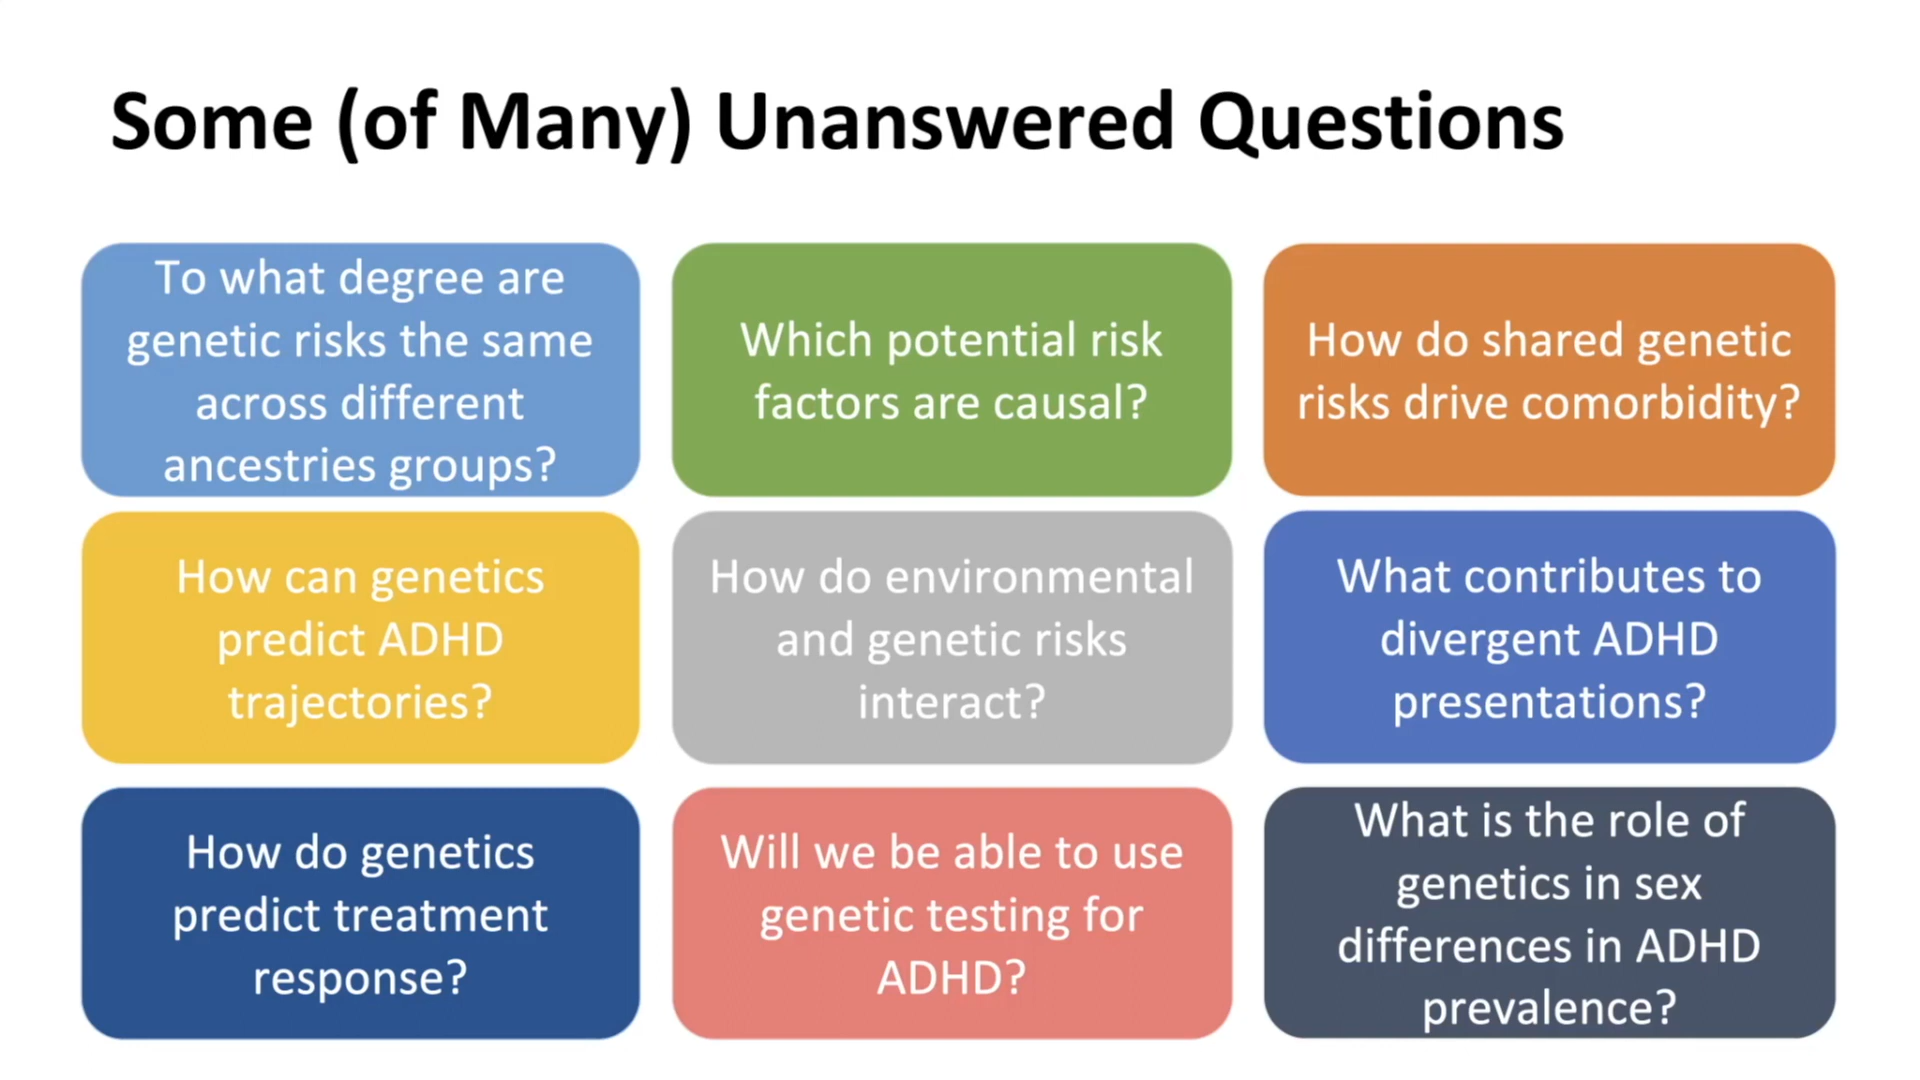 Some (of Many) Unanswered Questions
To what degree are
genetic risks the same
across different
ancestries groups?
Which potential risk
factors are causal?
How do shared genetic
risks drive comorbidity?
How can genetics
predict ADHD
trajectories?
How do environmental
and genetic risks
interact?
What contributes to
divergent ADHD
presentations?
How do genetics
predict treatment
response?
Will we be able to use
genetic testing for
ADHD?
What is the role of
genetics in sex
differences in ADHD
prevalence?